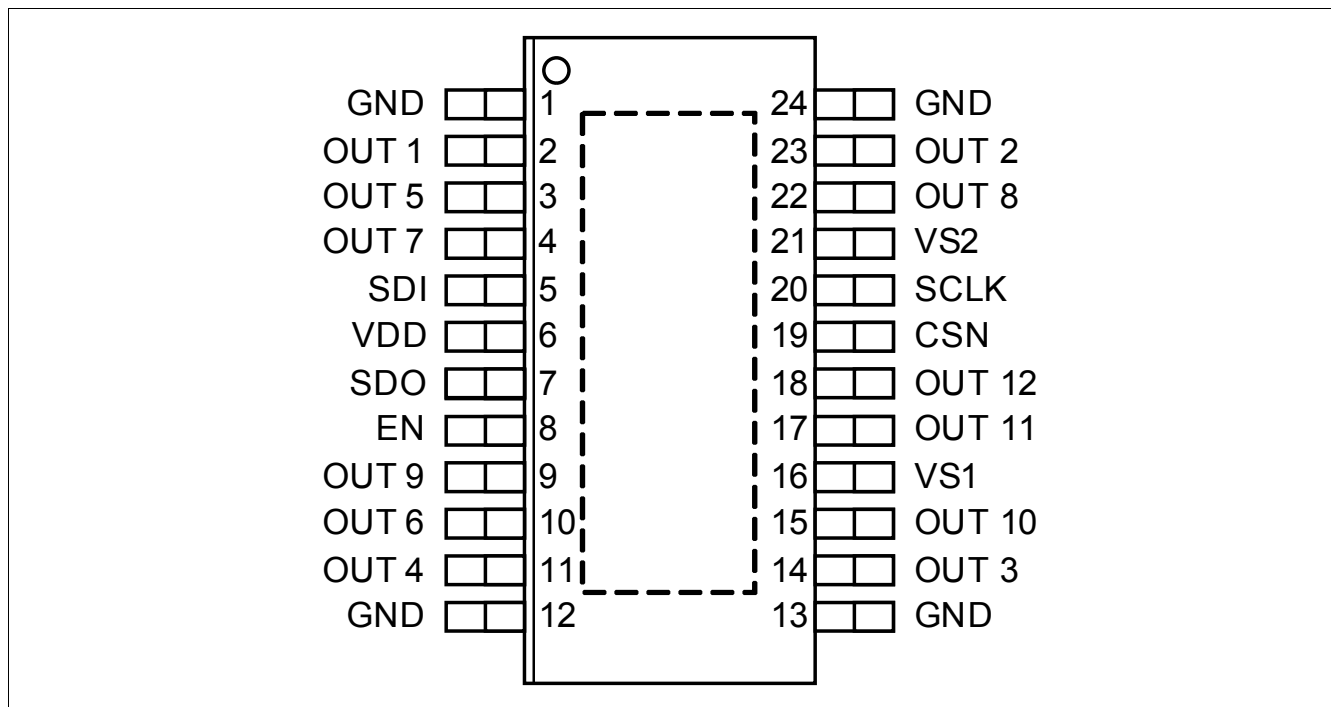 GND 1 24 GND
OUT 1 2 23 OUT 2
OUT 5 3 22 OUT 8
OUT 7 4 21 VS2
SDI 5 20 SCLK
VDD 6 19 CSN
SDO 7 18 OUT 12
EN 8 17 OUT 11
OUT 9 9 16 VS1
OUT 6 10 15 OUT 10
OUT 4 11 14 OUT 3
GND 12 13 GND